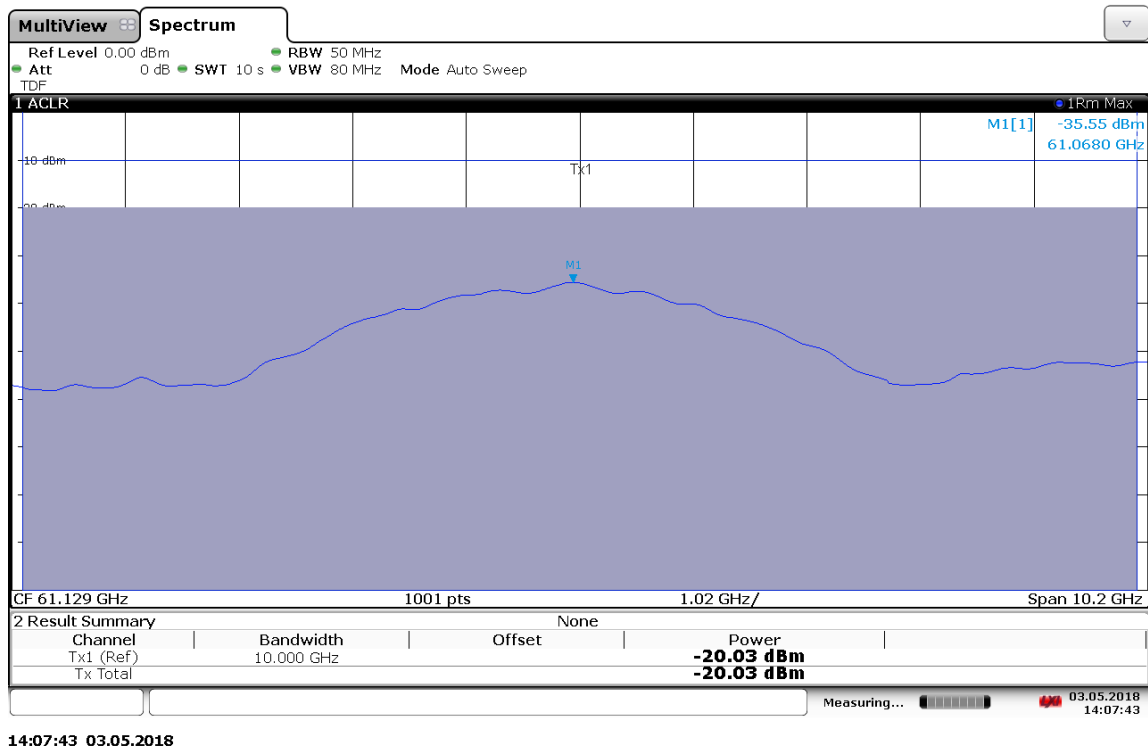 MultiView Spectrum
Ref Level 0.00 dBm RBW 50 MHz
Att 0 dB SWT 10 s VBW 80 MHz Mode Auto Sweep
TDF
1 ACLR 1Rm Max
M1[1] -35.55 dBm
61.0680 GHz
-10 dBm
Tx1
-20 dBm
M1
CF 61.129 GHz 1001 pts 1.02 GHz/ Span 10.2 GHz
2 Result Summary None
Channel Bandwidth Offset Power
Tx1 (Ref) 10.000 GHz -20.03 dBm
Tx Total -20.03 dBm
Measuring... 03.05.2018
14:07:43
14:07:43 03.05.2018